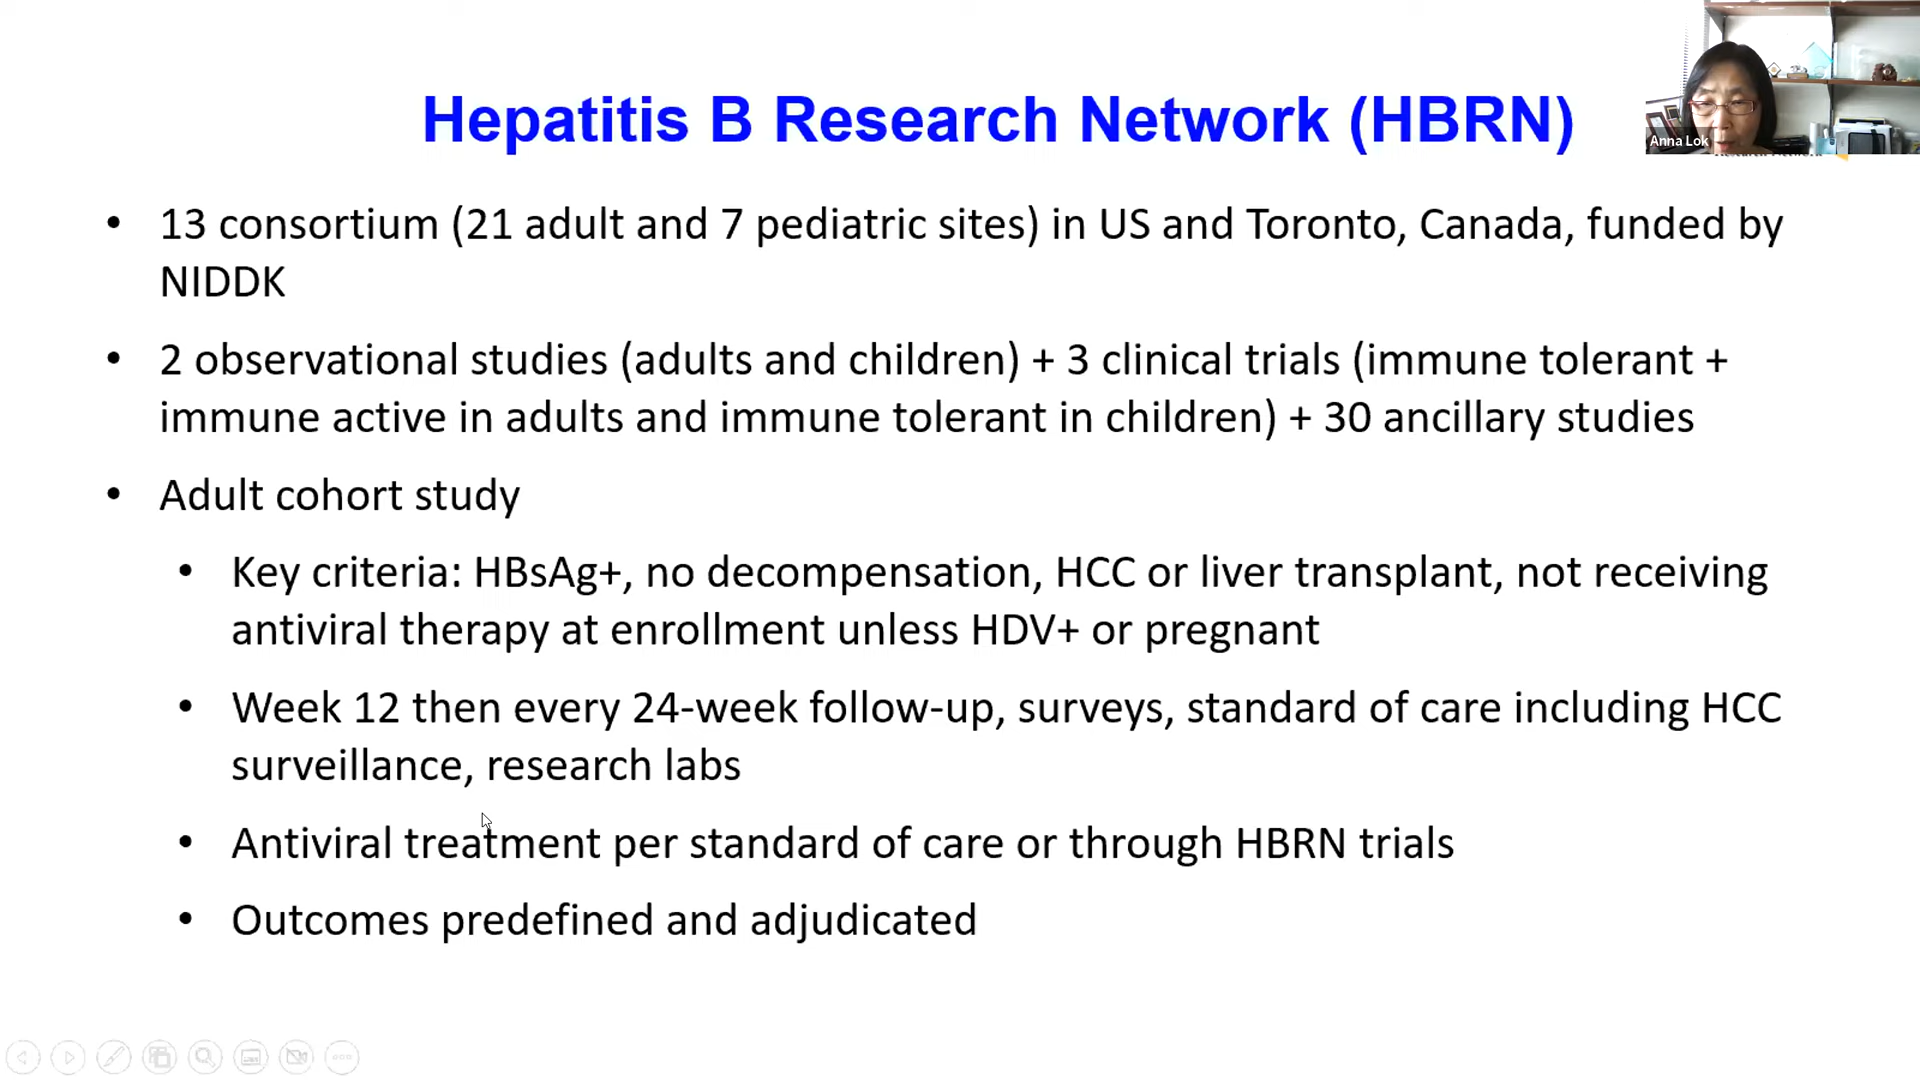 Hepatitis B Research Network (HBRN)
Anna Lok
• 13 consortium (21 adult and 7 pediatric sites) in US and Toronto, Canada, funded by
NIDDK
• 2 observational studies (adults and children) + 3 clinical trials (immune tolerant +
immune active in adults and immune tolerant in children) + 30 ancillary studies
• Adult cohort study
• Key criteria: HBsAg+, no decompensation, HCC or liver transplant, not receiving
antiviral therapy at enrollment unless HDV+ or pregnant
• Week 12 then every 24-week follow-up, surveys, standard of care including HCC
surveillance, research labs
• Antiviral treatment per standard of care or through HBRN trials
• Outcomes predefined and adjudicated